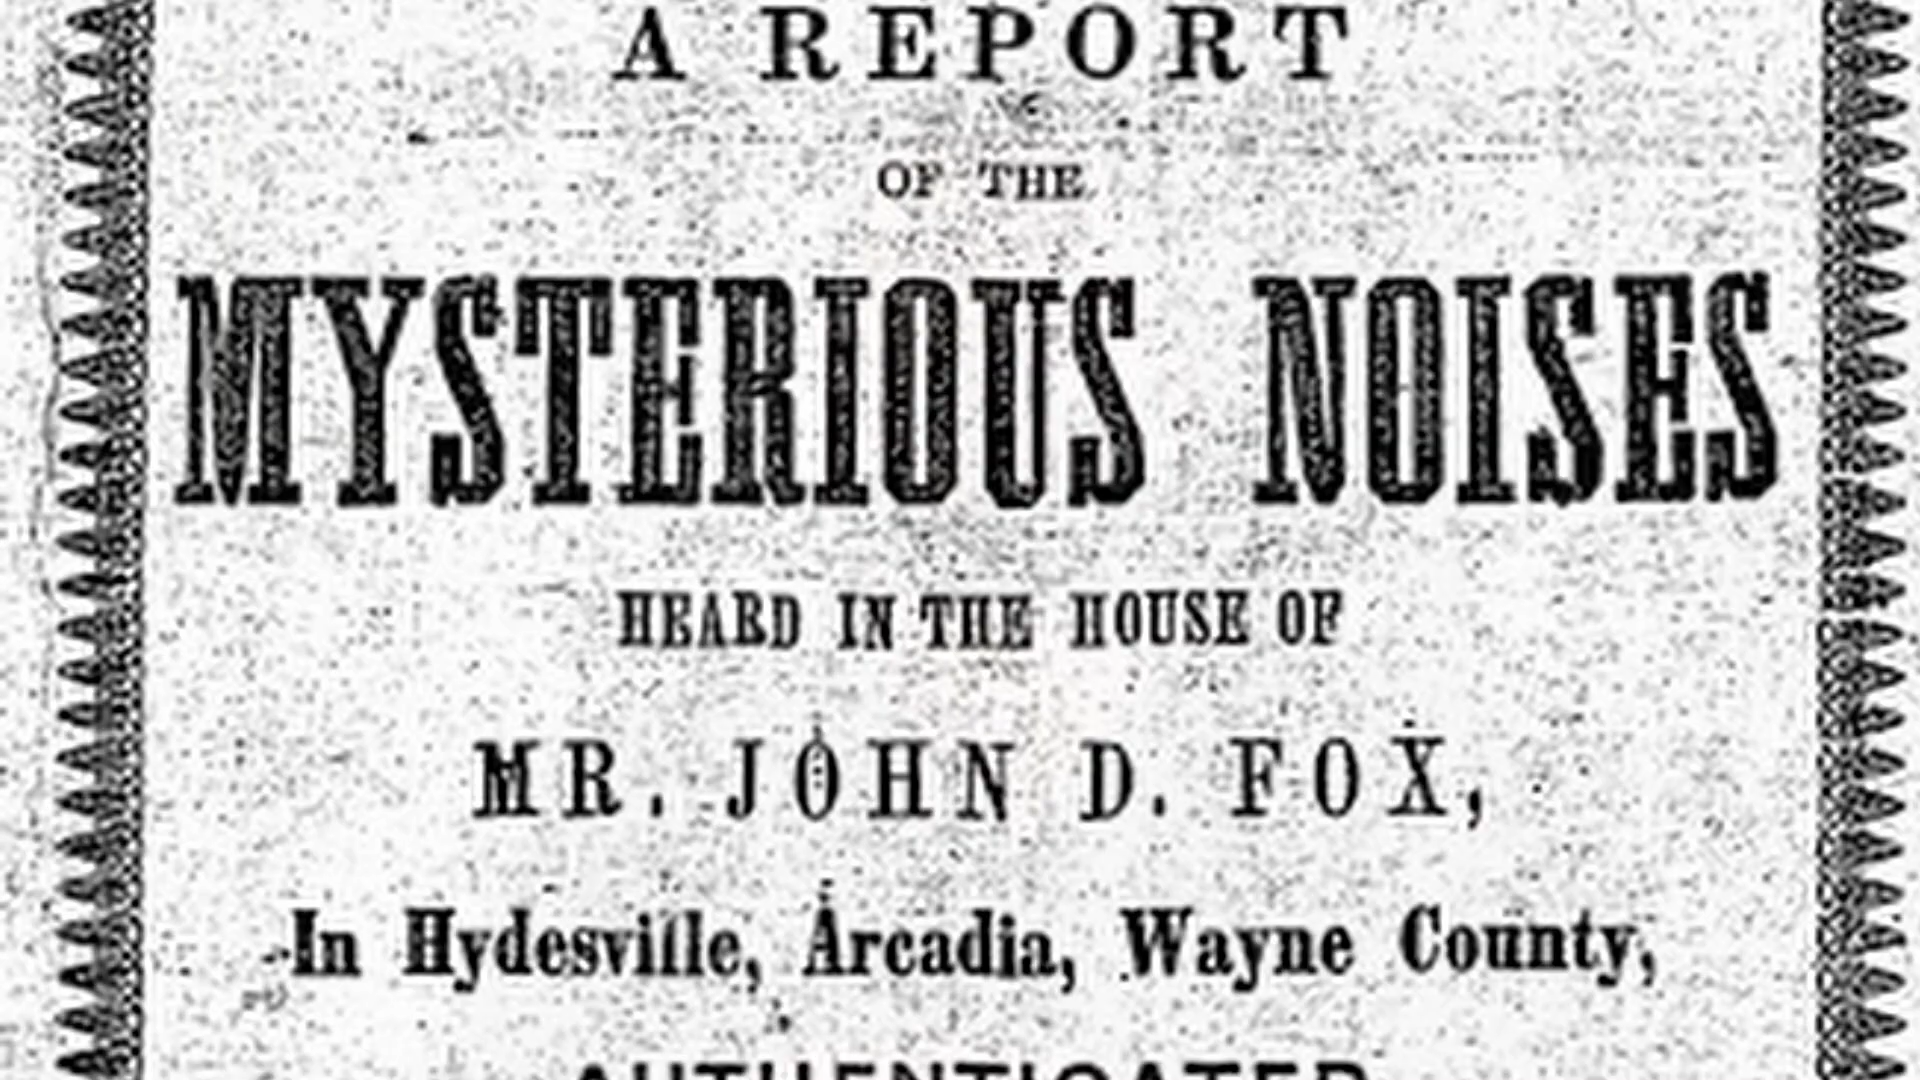 A REPORT
OF THE
MYSTERIOUS NOISES
HEARD IN THE HOUSE OF
MR. JOHN D. FOX,
In Hydesville, Arcadia, Wayne County,
AUTHENTICATED